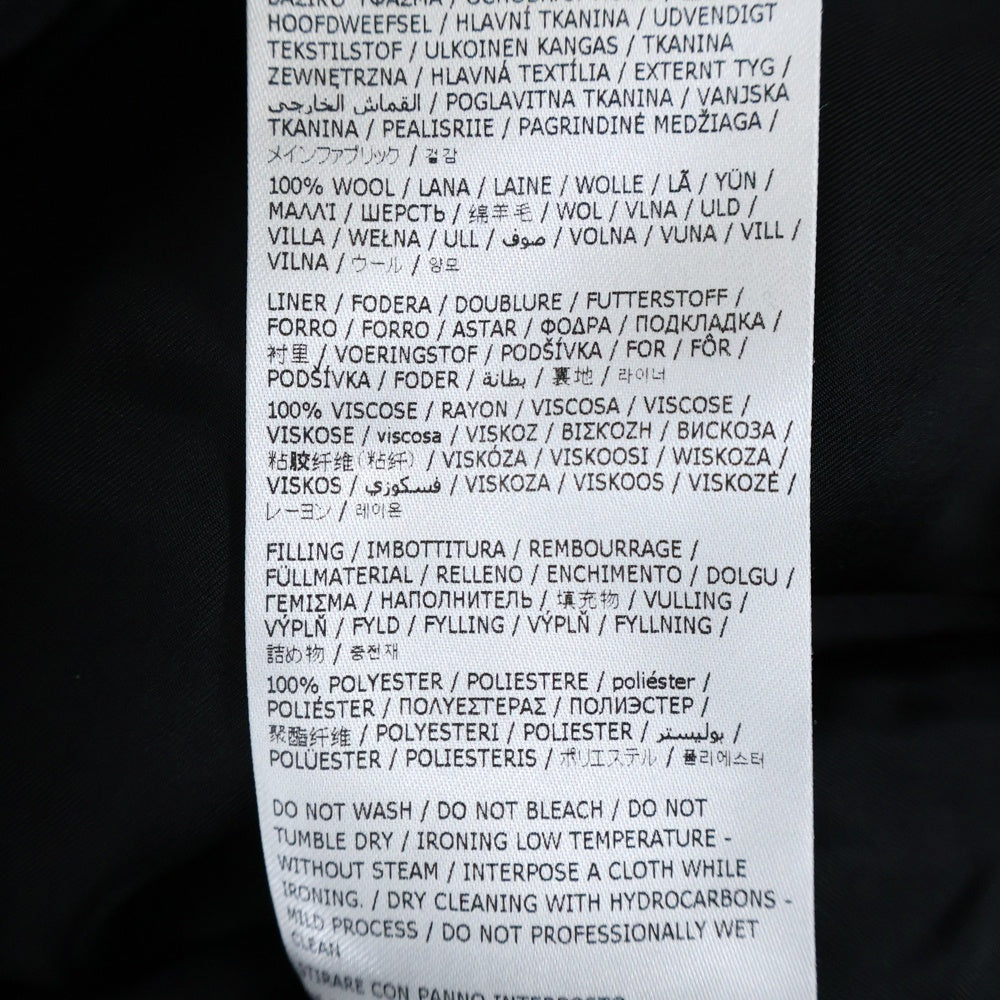 HOOFDWEEFSEL / HLAVNÍ TKANINA / UDVENDIGT
TEKSTILSTOF / ULKOINEN KANGAS / TKANINA
ZEWNĘTRZNA / HLAVNÁ TEXTÍLIA / EXTERNT TYG /
القماش الخارجى / POGLAVITNA TKANINA / VANJSKA
TKANINA / PEALISRIIE / PAGRINDINĖ MEDŽIAGA /
メインファブリック / 겉감
100% WOOL / LANA / LAINE / WOLLE / LÃ / YÜN /
ΜΑΛΛΊ / ШЕРСТЬ / 绵羊毛 / WOL / VLNA / ULD /
VILLA / WEŁNA / ULL / صوف / VOLNA / VUNA / VILL /
VILNA / ウール / 양모
LINER / FODERA / DOUBLURE / FUTTERSTOFF /
FORRO / FORRO / ASTAR / ΦΟΔΡΑ / ПОДКЛАДКА /
衬里 / VOERINGSTOF / PODŠÍVKA / FOR / FÔR /
PODŠÍVKA / FODER / بطانة / 裏地 / 라이너
100% VISCOSE / RAYON / VISCOSA / VISCOSE /
VISKOSE / viscosa / VISKOZ / ΒΙΣΚΌΖΗ / ВИСКОЗА /
粘胶纤维(粘纤) / VISKÓZA / VISKOOSI / WISKOZA /
VISKOS / فسكوزي / VISKOZA / VISKOOS / VISKOZĖ /
レーヨン / 레이온
FILLING / IMBOTTITURA / REMBOURRAGE /
FÜLLMATERIAL / RELLENO / ENCHIMENTO / DOLGU /
ΓΕΜΙΣΜΑ / НАПОЛНИТЕЛЬ / 填充物 / VULLING /
VÝPLŇ / FYLD / FYLLING / VÝPLŇ / FYLLNING /
詰め物 / 충전재
100% POLYESTER / POLIESTERE / poliéster /
POLIÉSTER / ΠΟΛΥΕΣΤΕΡΑΣ / ПОЛИЭСТЕР /
聚酯纤维 / POLYESTERI / POLIESTER / بوليستر /
POLÜESTER / POLIESTERIS / ポリエステル / 폴리에스터
DO NOT WASH / DO NOT BLEACH / DO NOT
TUMBLE DRY / IRONING LOW TEMPERATURE -
WITHOUT STEAM / INTERPOSE A CLOTH WHILE
IRONING. / DRY CLEANING WITH HYDROCARBONS -
MILD PROCESS / DO NOT PROFESSIONALLY WET
CLEAN
STIRARE CON PANNO INTERPOSTO